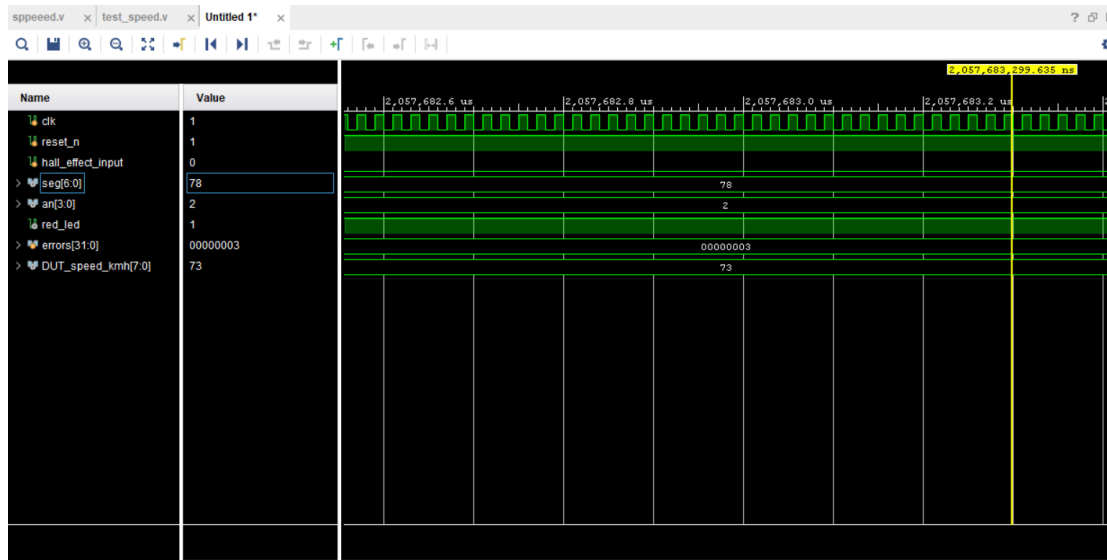 sppeeed.v × test_speed.v × Untitled 1* × ?
2,057,683,299.635 ns
Name Value
2,057,682.6 us 2,057,682.8 us 2,057,683.0 us 2,057,683.2 us
clk 1
reset_n 1
hall_effect_input 0
seg[6:0] 78 78
an[3:0] 2 2
red_led 1
errors[31:0] 00000003 00000003
DUT_speed_kmh[7:0] 73 73